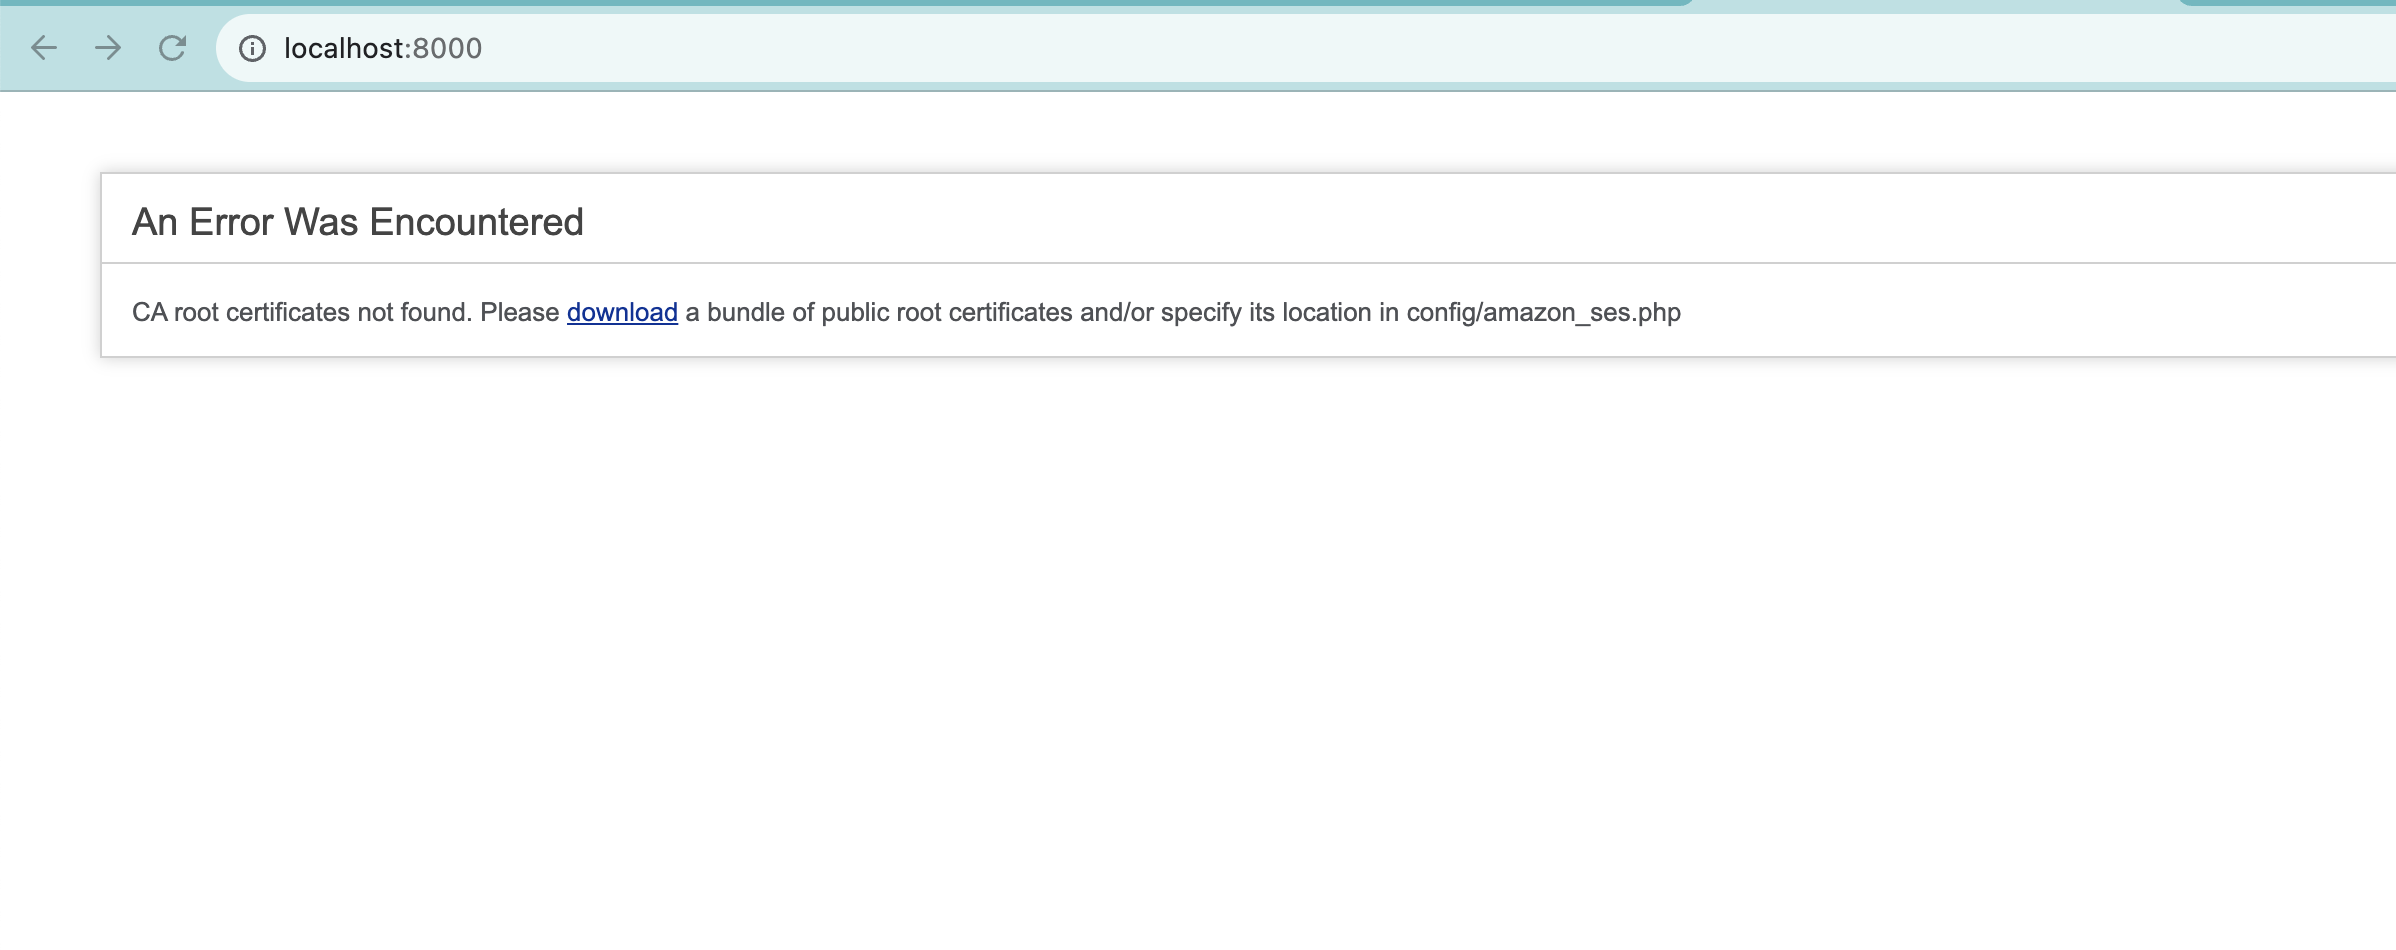 localhost:8000
An Error Was Encountered
CA root certificates not found. Please download a bundle of public root certificates and/or specify its location in config/amazon_ses.php